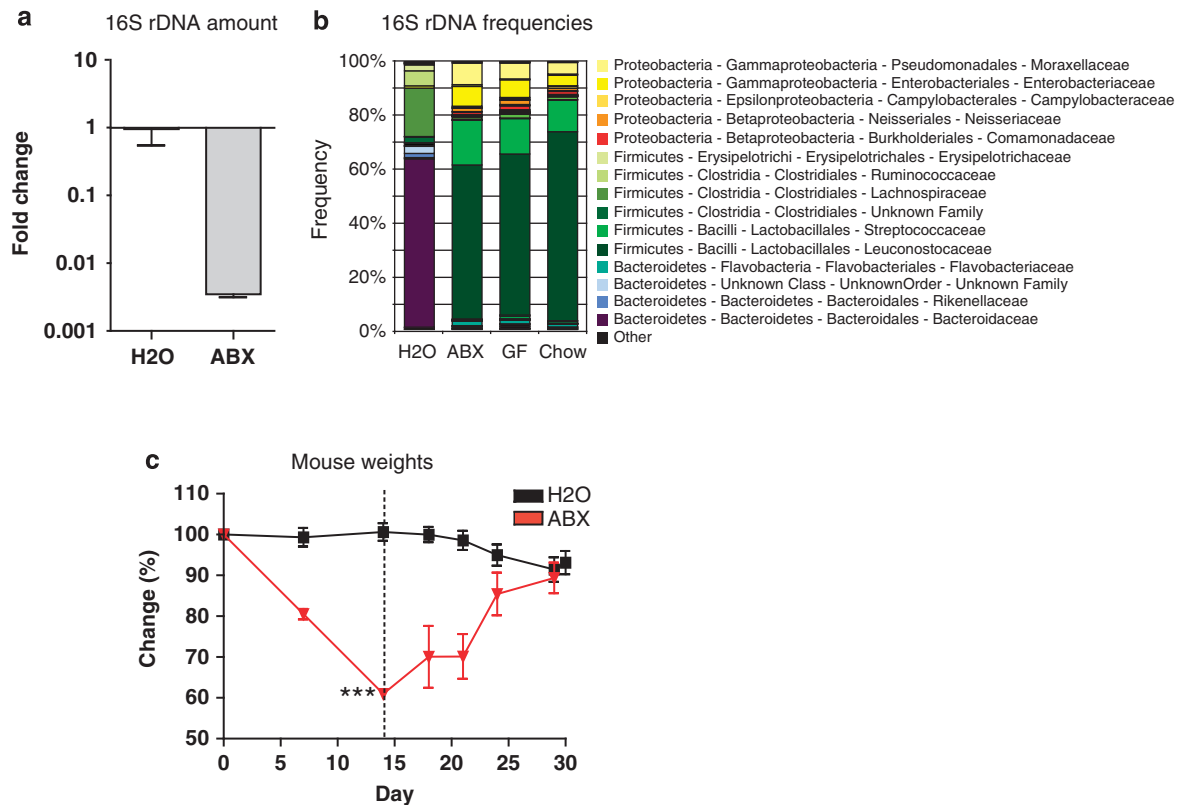 a
16S rDNA amount
Fold change
10
1
0.1
0.01
0.001
H2O
ABX
b
16S rDNA frequencies
Frequency
100%
80%
60%
40%
20%
0%
H2O
ABX
GF
Chow
Proteobacteria - Gammaproteobacteria - Pseudomonadales - Moraxellaceae
Proteobacteria - Gammaproteobacteria - Enterobacteriales - Enterobacteriaceae
Proteobacteria - Epsilonproteobacteria - Campylobacterales - Campylobacteraceae
Proteobacteria - Betaproteobacteria - Neisseriales - Neisseriaceae
Proteobacteria - Betaproteobacteria - Burkholderiales - Comamonadaceae
Firmicutes - Erysipelotrichi - Erysipelotrichales - Erysipelotrichaceae
Firmicutes - Clostridia - Clostridiales - Ruminococcaceae
Firmicutes - Clostridia - Clostridiales - Lachnospiraceae
Firmicutes - Clostridia - Clostridiales - Unknown Family
Firmicutes - Bacilli - Lactobacillales - Streptococcaceae
Firmicutes - Bacilli - Lactobacillales - Leuconostocaceae
Bacteroidetes - Flavobacteria - Flavobacteriales - Flavobacteriaceae
Bacteroidetes - Unknown Class - UnknownOrder - Unknown Family
Bacteroidetes - Bacteroidetes - Bacteroidales - Rikenellaceae
Bacteroidetes - Bacteroidetes - Bacteroidales - Bacteroidaceae
Other
c
Mouse weights
H2O
ABX
Change (%)
110
100
90
80
70
60
50
***
0
5
10
15
20
25
30
Day